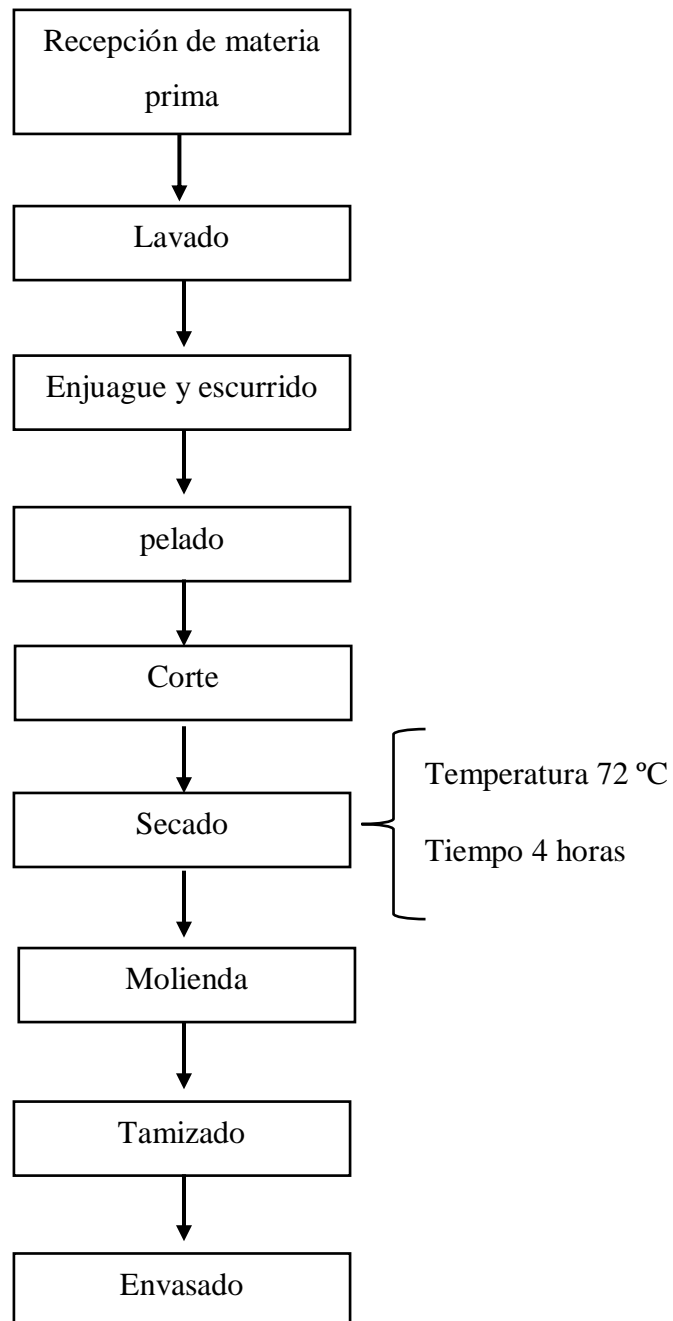 Recepción de materia
prima
Lavado
Enjuague y escurrido
pelado
Corte
Secado
Temperatura 72 ºC
Tiempo 4 horas
Molienda
Tamizado
Envasado